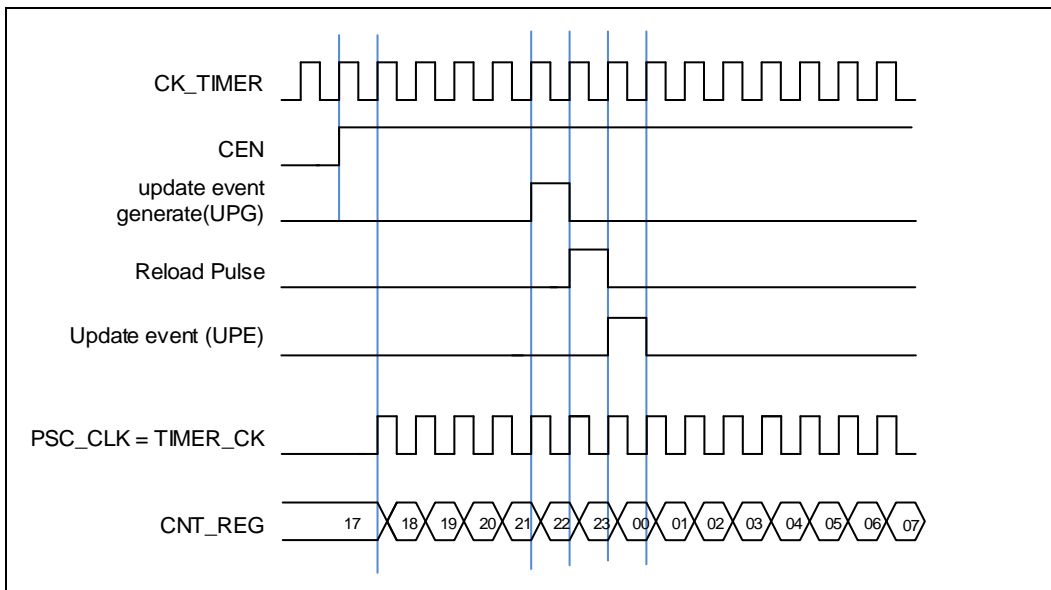 CK_TIMER
CEN
update event
generate(UPG)
Reload Pulse
Update event (UPE)
PSC_CLK = TIMER_CK
CNT_REG 17 18 19 20 21 22 23 00 01 02 03 04 05 06 07